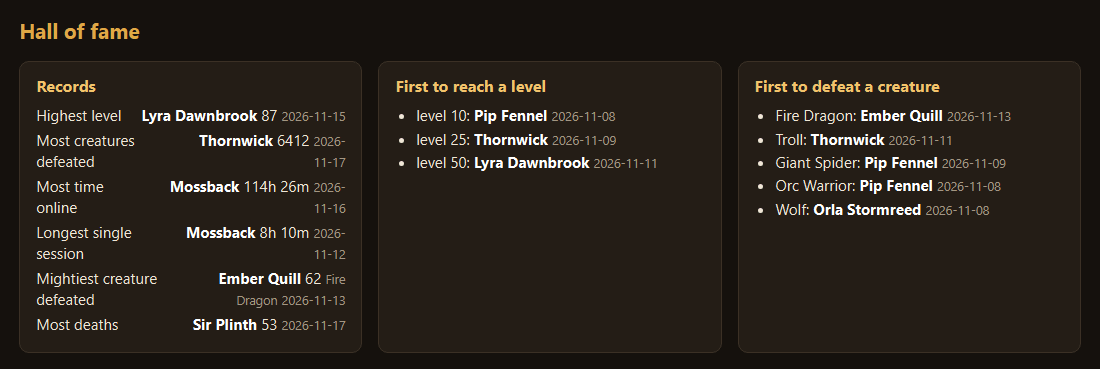 Hall of fame
Records
Highest level Lyra Dawnbrook 87 2026-11-15
Most creatures defeated Thornwick 6412 2026-11-17
Most time online Mossback 114h 26m 2026-11-16
Longest single session Mossback 8h 10m 2026-11-12
Mightiest creature defeated Ember Quill 62 Fire Dragon 2026-11-13
Most deaths Sir Plinth 53 2026-11-17
First to reach a level
level 10: Pip Fennel 2026-11-08
level 25: Thornwick 2026-11-09
level 50: Lyra Dawnbrook 2026-11-11
First to defeat a creature
Fire Dragon: Ember Quill 2026-11-13
Troll: Thornwick 2026-11-11
Giant Spider: Pip Fennel 2026-11-09
Orc Warrior: Pip Fennel 2026-11-08
Wolf: Orla Stormreed 2026-11-08